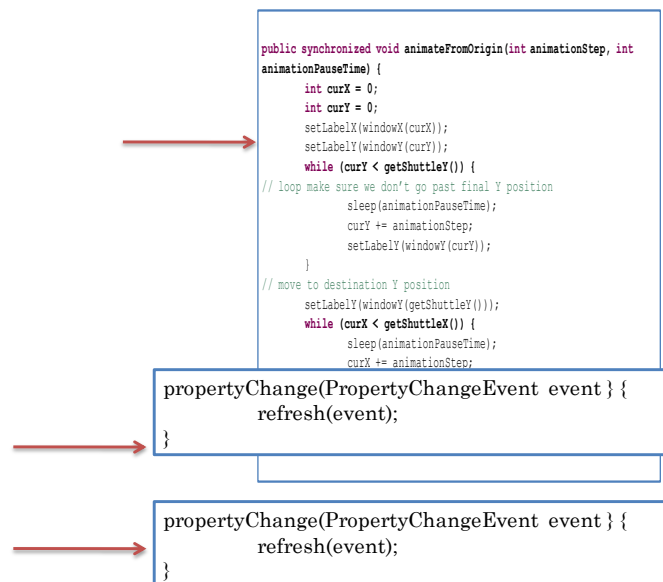 public synchronized void animateFromOrigin(int animationStep, int
animationPauseTime) {
int curX = 0;
int curY = 0;
setLabelX(windowX(curX));
setLabelY(windowY(curY));
while (curY < getShuttleY()) {
// loop make sure we don't go past final Y position
sleep(animationPauseTime);
curY += animationStep;
setLabelY(windowY(curY));
}
// move to destination Y position
setLabelY(windowY(getShuttleY()));
while (curX < getShuttleX()) {
sleep(animationPauseTime);
curX += animationStep;
propertyChange(PropertyChangeEvent event } {
refresh(event);
}
propertyChange(PropertyChangeEvent event } {
refresh(event);
}